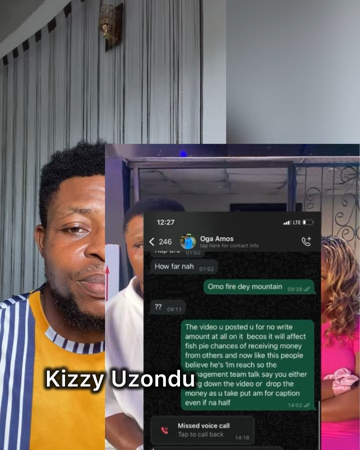 12:27
LTE
246
Oga Amos
tap here for contact info
01:52
How far nah 01:52
Omo fire dey mountain 09:28
?? 09:11
The video u posted u for no write
amount at all on it becos it will affect
fish pie chances of receiving money
from others and now like this people
believe he's 1m reach so the
nagement team talk say you either
g down the video or drop the
money as u take put am for caption
even if na half
14:02
Kizzy Uzondu
Missed voice call
Tap to call back 14:18